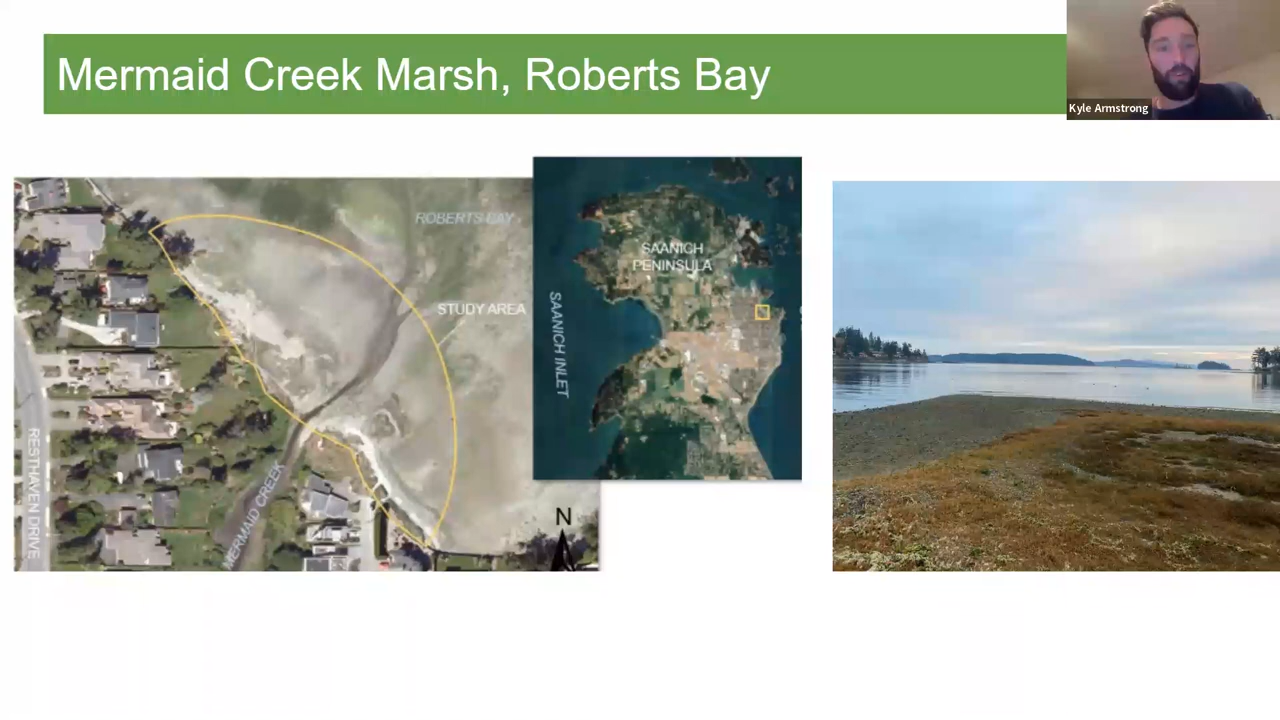 Mermaid Creek Marsh, Roberts Bay
Kyle Armstrong
ROBERTS BAY
STUDY AREA
RESTHAVEN DRIVE
MERMAID CREEK
N
SAANICH
PENINSULA
SAANICH INLET